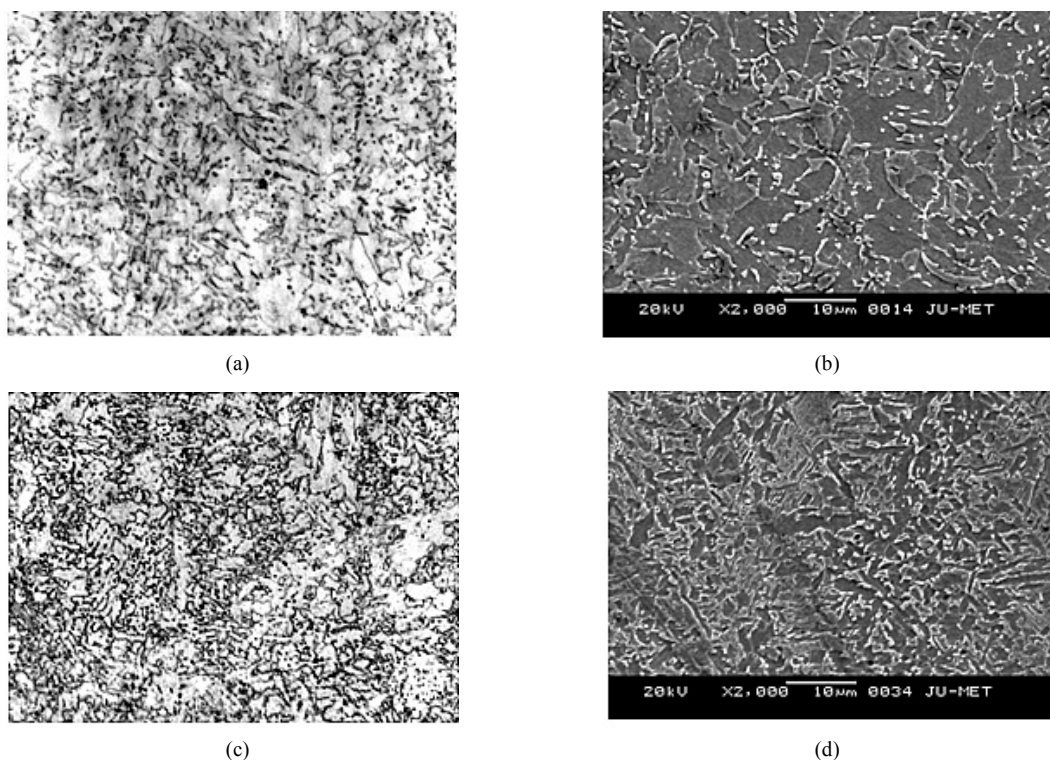 20kV X2,000 10µm 0014 JU-MET
(a)
(b)
20kV X2,000 10µm 0034 JU-MET
(c)
(d)